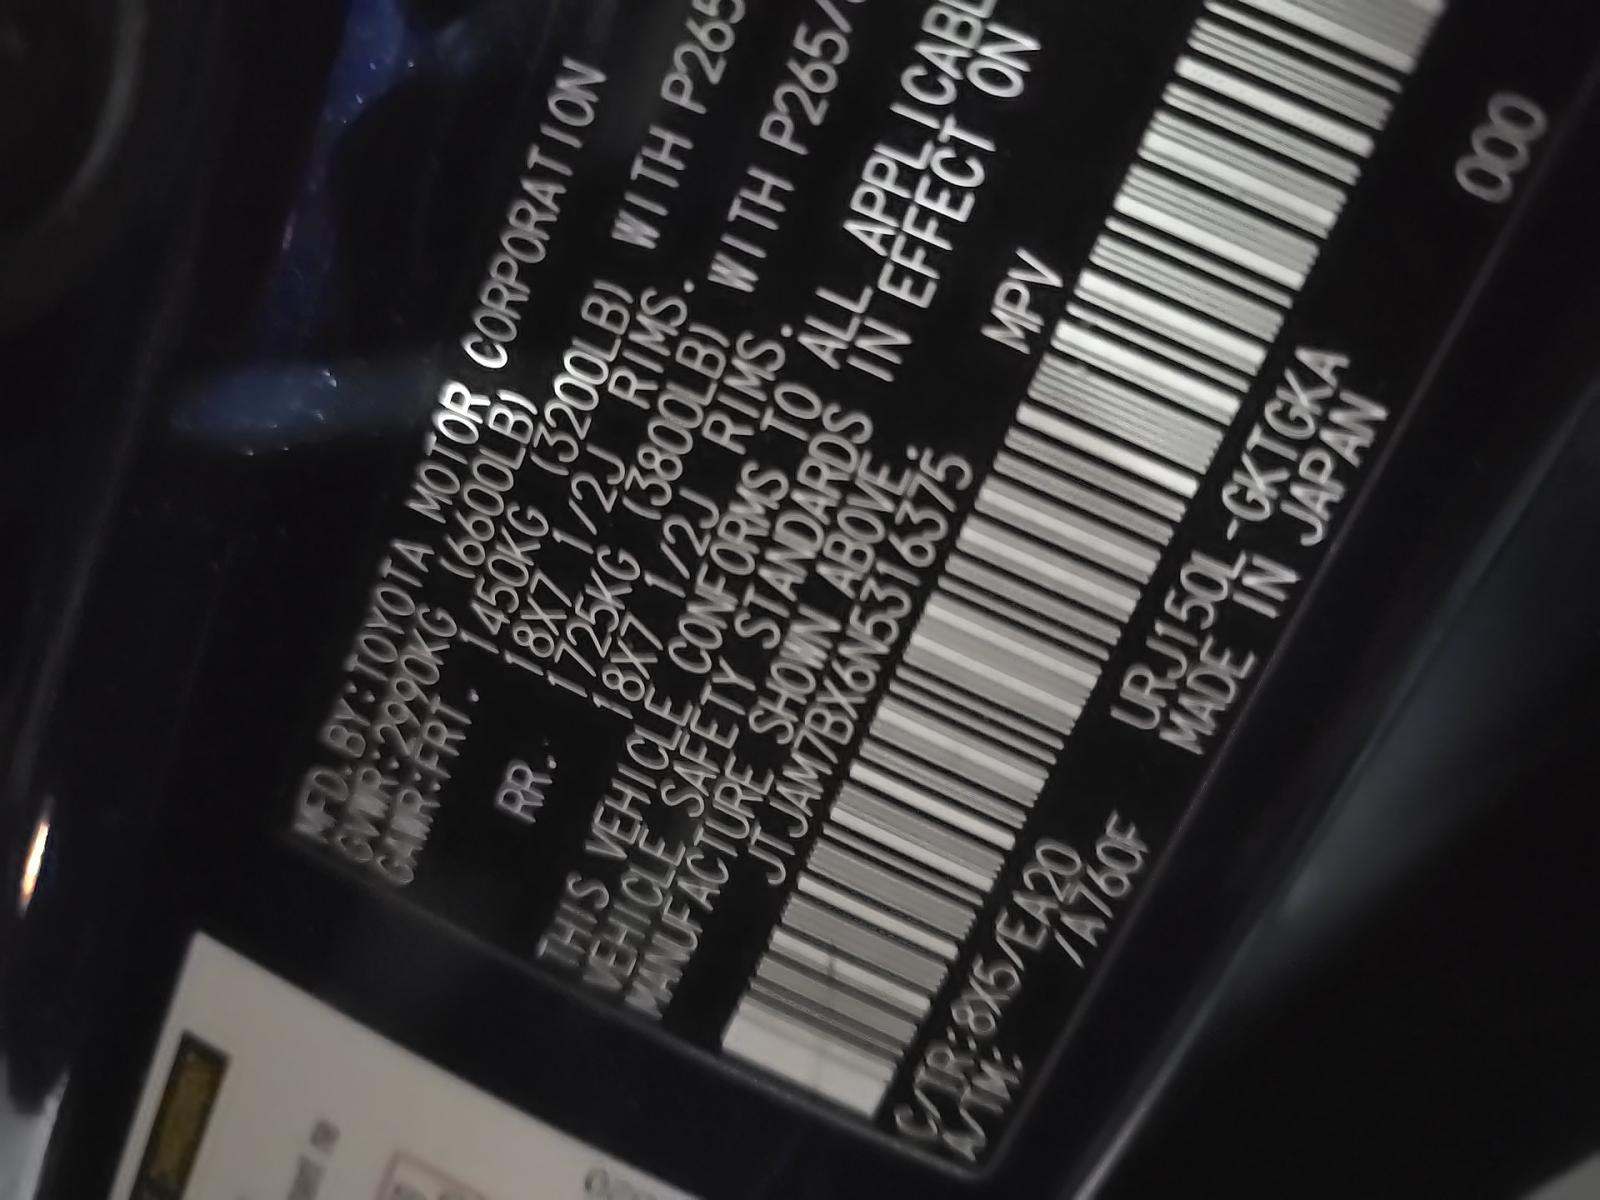 MFD.BY:TOYOTA MOTOR CORPORATION
GVWR:2990KG (6600LB)
GAWR:FRT. 1450KG (3200LB) WITH P265
18X7 1/2J RIMS.
RR. 1725KG (3800LB) WITH P265/
18X7 1/2J RIMS.
THIS VEHICLE CONFORMS TO ALL APPLICABL
VEHICLE SAFETY STANDARDS IN EFFECT ON
MANUFACTURE SHOWN ABOVE.
JTJAM7BX6N5316375 MPV
C/TR:8X5/EA20 URJ150L-GKTGKA
A/TM: /A760F MADE IN JAPAN
000